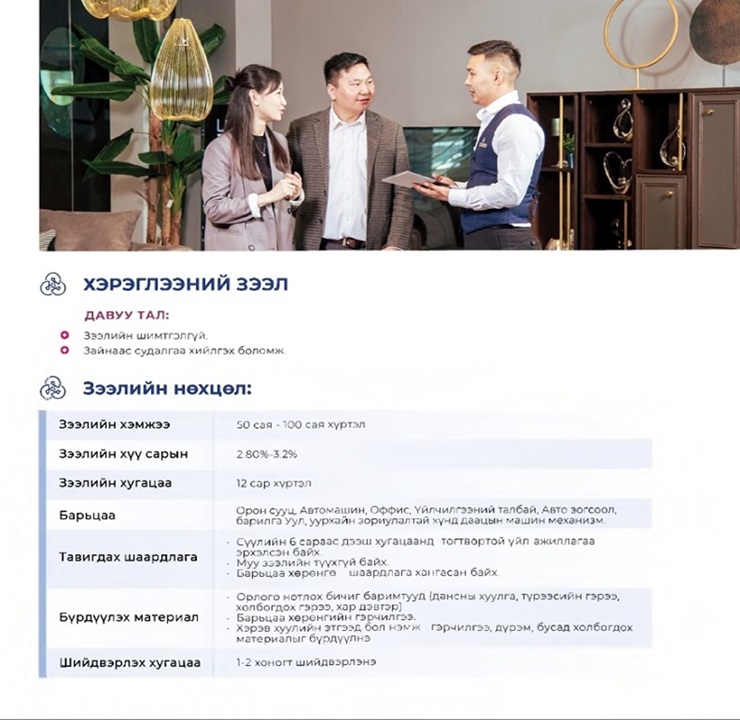 ХЭРЭГЛЭЭНИЙ ЗЭЭЛ
ДАВУУ ТАЛ:
Зээлийн шимтгэлгүй.
Зайнаас судалгаа хийлгэх боломж.
Зээлийн нөхцөл:
Зээлийн хэмжээ 50 сая - 100 сая хүртэл
Зээлийн хүү сарын 2.80%-3.2%
Зээлийн хугацаа 12 сар хүртэл
Барьцаа Орон сууц, Автомашин, Оффис, Үйлчилгээний талбай, Авто зогсоол,
барилга Уул, уурхайн зориулалтай хүнд даацын машин механизм.
Тавигдах шаардлага - Сүүлийн 6 сараас дээш хугацаанд тогтвортой үйл ажиллагаа
эрхэлсэн байх.
- Муу зээлийн түүхгүй байх.
- Барьцаа хөрөнгө шаардлага хангасан байх.
Бүрдүүлэх материал - Орлого нотлох бичиг баримтууд (дансны хуулга, түрээсийн гэрээ,
холбогдох гэрээ, хар дэвтэр)
- Барьцаа хөрөнгийн гэрчилгээ.
- Хэрэв хуулийн этгээд бол нэмж гэрчилгээ, дүрэм, бусад холбогдох
материалыг бүрдүүлнэ
Шийдвэрлэх хугацаа 1-2 хоногт шийдвэрлэнэ